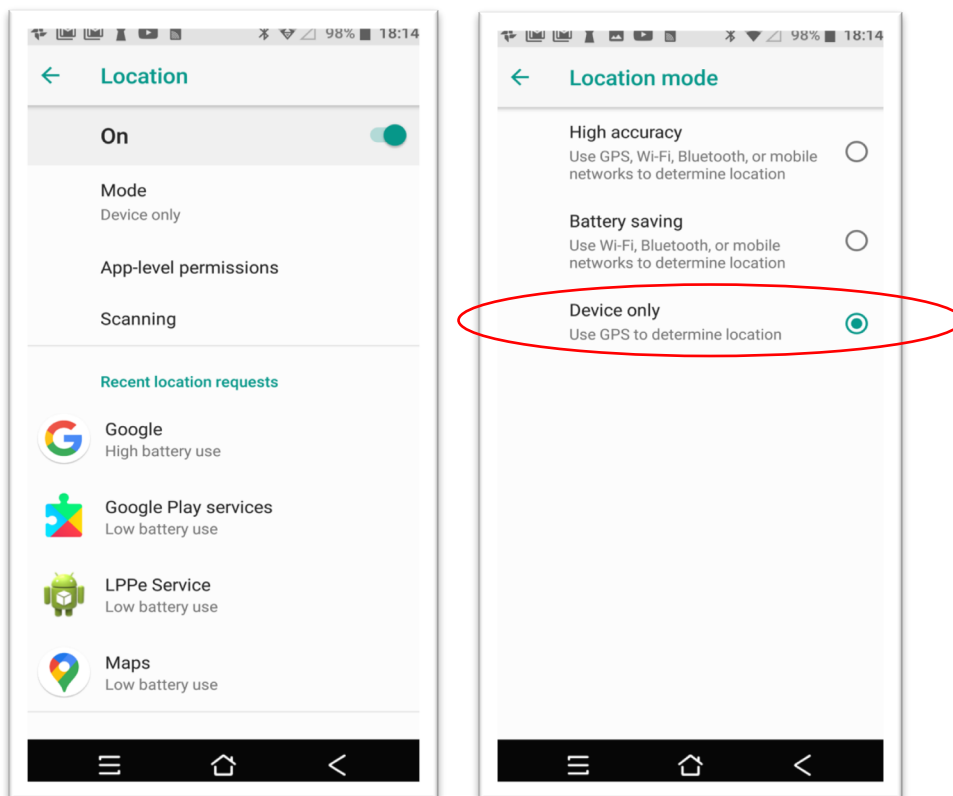 98% 18:14
Location
On
Mode
Device only
App-level permissions
Scanning
Recent location requests
Google
High battery use
Google Play services
Low battery use
LPPe Service
Low battery use
Maps
Low battery use
98% 18:14
Location mode
High accuracy
Use GPS, Wi-Fi, Bluetooth, or mobile
networks to determine location
Battery saving
Use Wi-Fi, Bluetooth, or mobile
networks to determine location
Device only
Use GPS to determine location